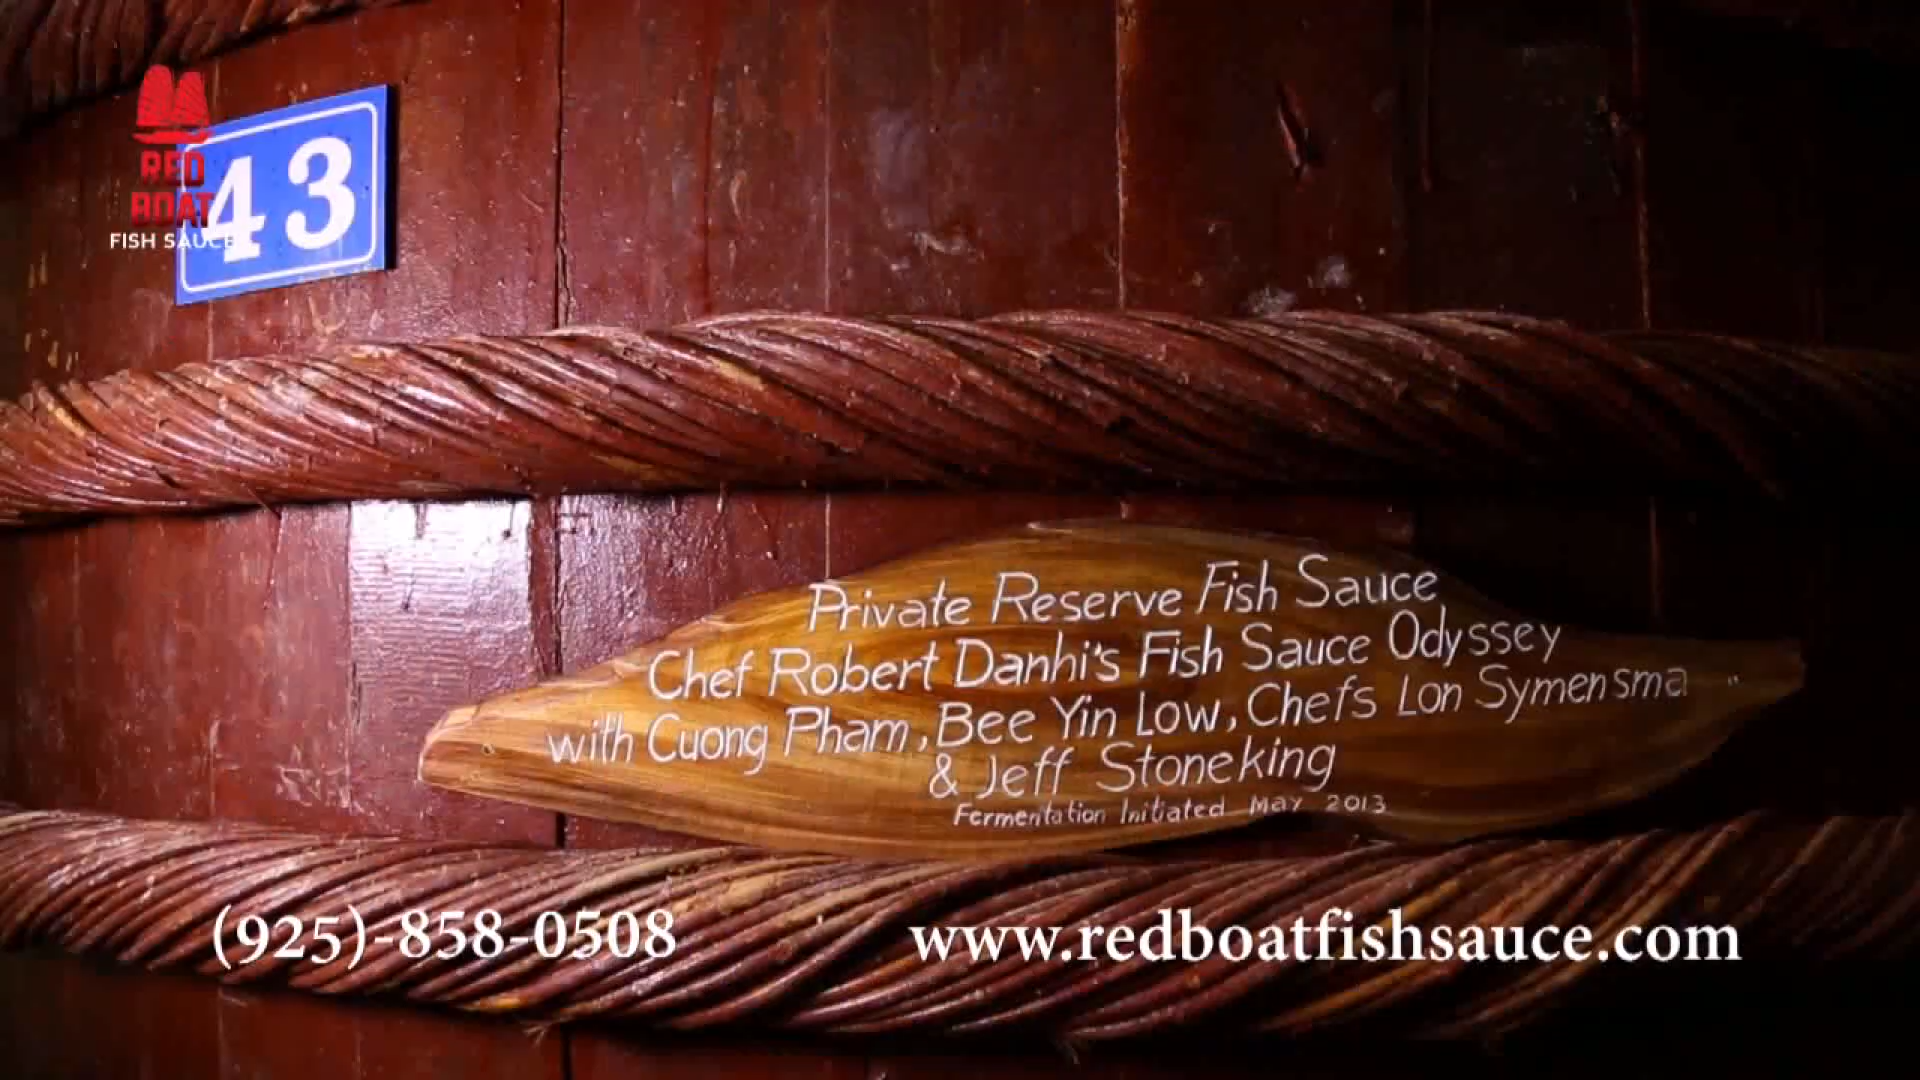 RED
BOAT
FISH SAUCE
43
Private Reserve Fish Sauce
Chef Robert Danhi's Fish Sauce Odyssey
with Cuong Pham, Bee Yin Low, Chefs Lon Symensma
& Jeff Stoneking
Fermentation Initiated May 2013
(925)-858-0508
www.redboatfishsauce.com